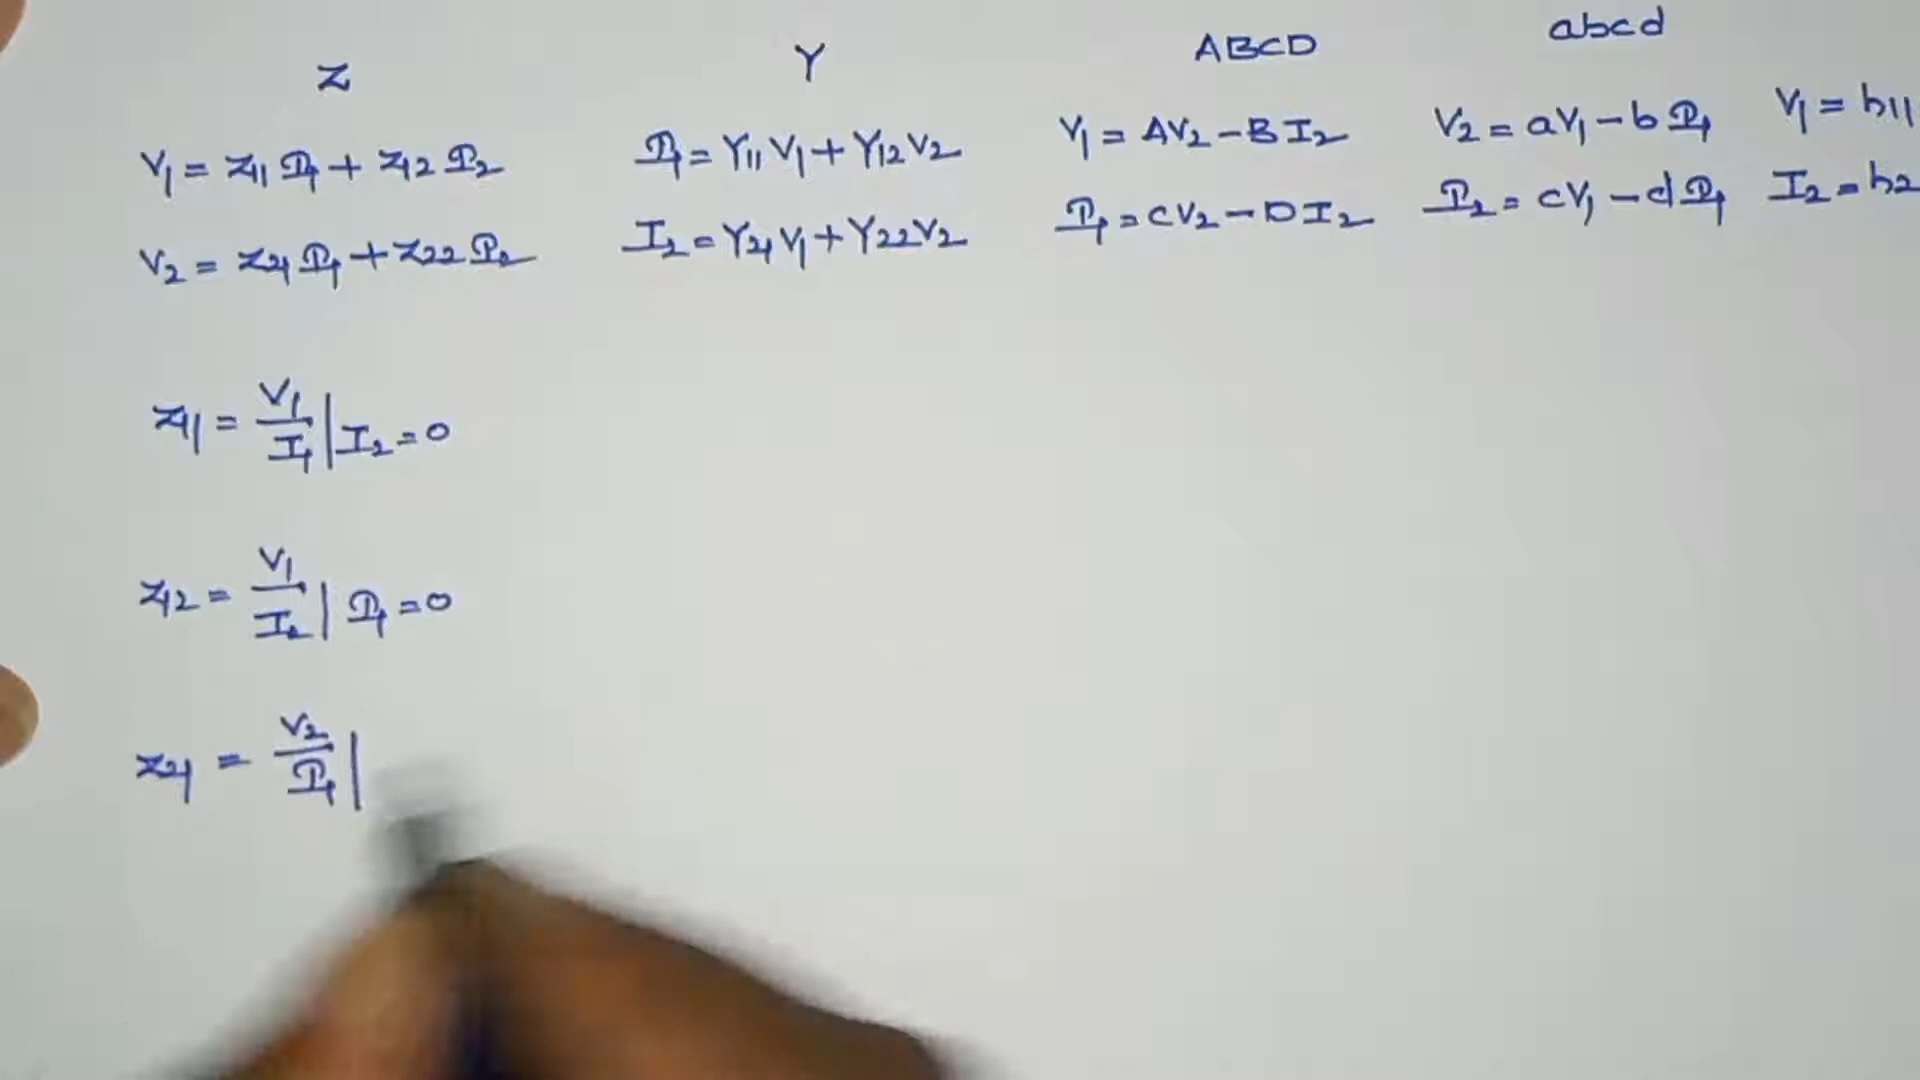 Z
V1 = Z11 I1 + Z12 I2
V2 = Z21 I1 + Z22 I2
Y
I1 = Y11 V1 + Y12 V2
I2 = Y21 V1 + Y22 V2
ABCD
V1 = AV2 - BI2
I1 = CV2 - DI2
abcd
V2 = aV1 - bI1
I2 = cV1 - dI1
V1 = h11
I2 = h2
Z11 = V1/I1 | I2 = 0
Z12 = V1/I2 | I1 = 0
Z21 = V2/I1 |